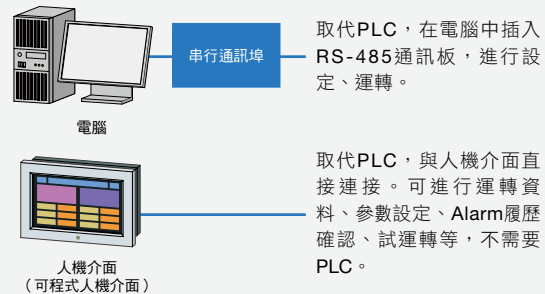 串行通訊埠
取代PLC，在電腦中插入
RS-485通訊板，進行設
定、運轉。
電腦
取代PLC，與人機介面直
接連接。可進行運轉資
料、參數設定、Alarm履歷
確認、試運轉等，不需要
PLC。
人機介面
（可程式人機介面）